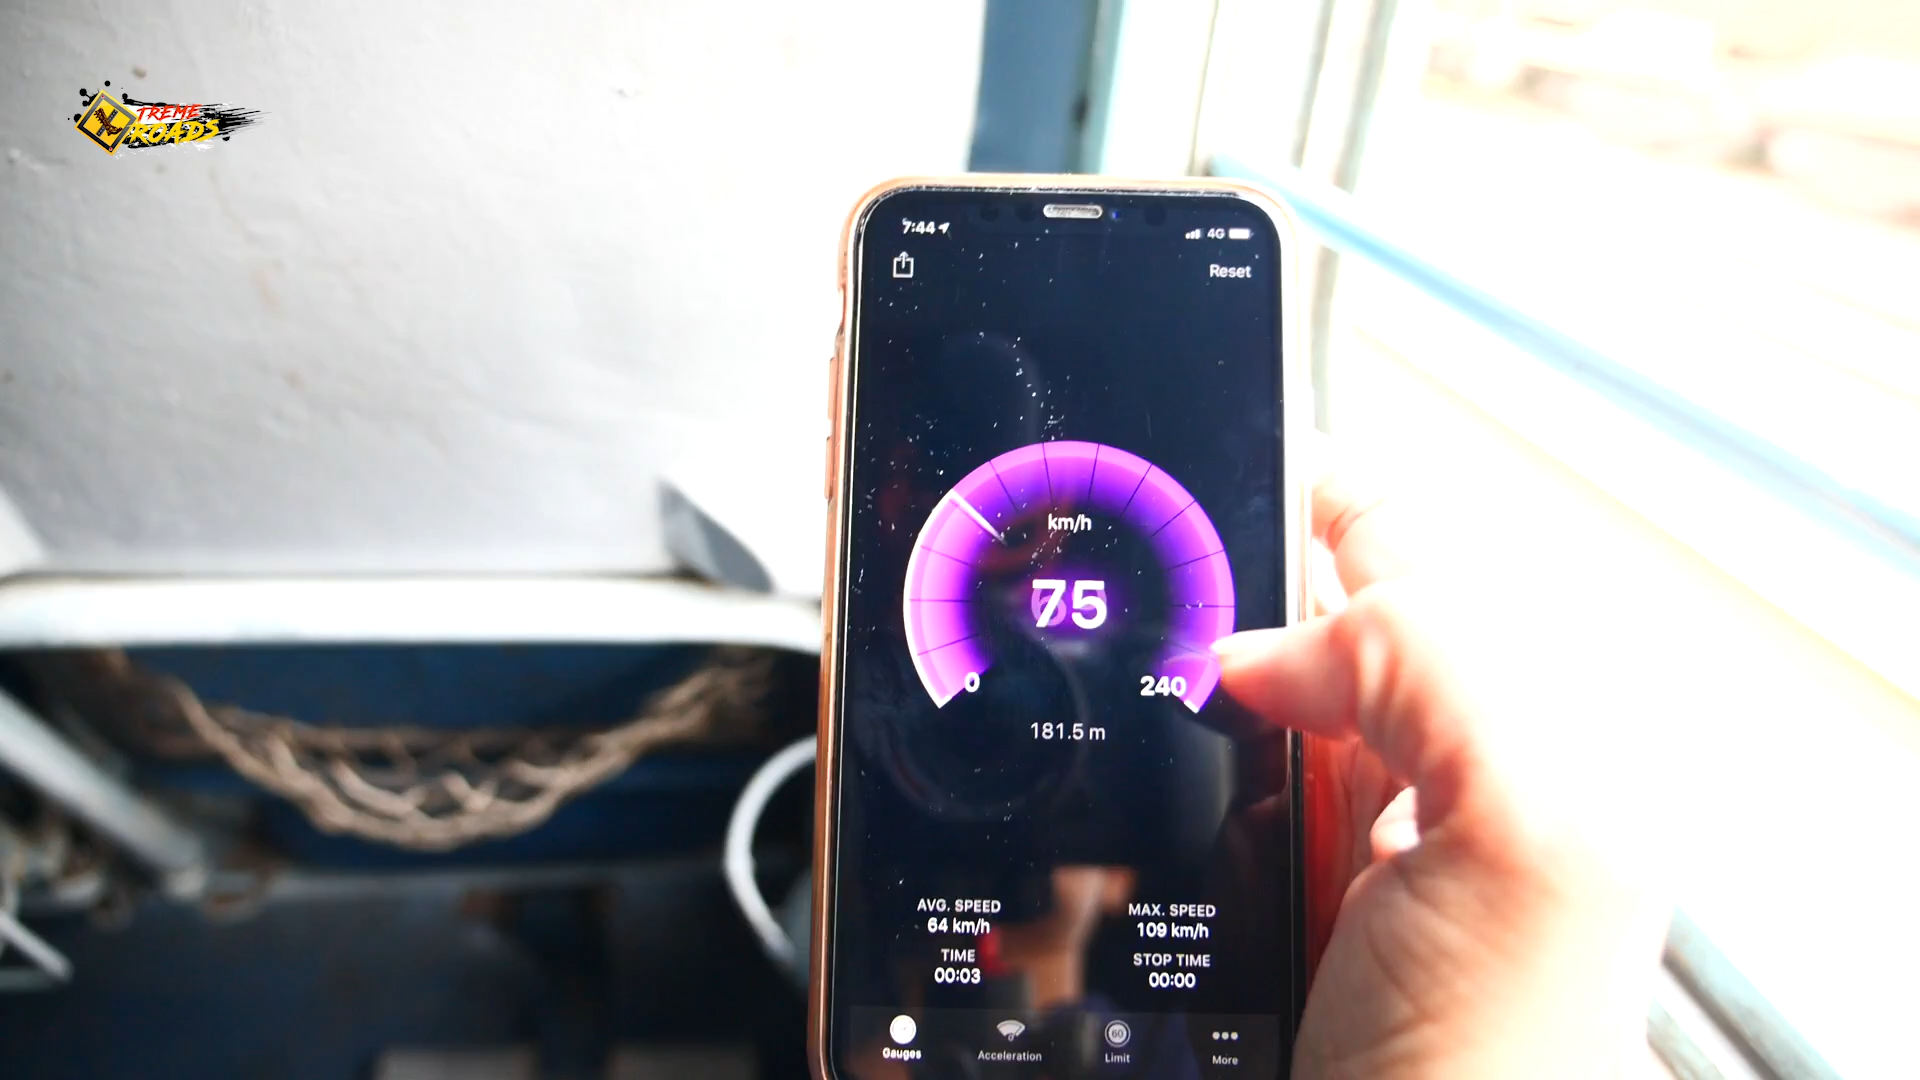 TREME
ROADS
7:44
4G
Reset
km/h
75
0
240
181.5 m
AVG. SPEED
64 km/h
MAX. SPEED
109 km/h
TIME
00:03
STOP TIME
00:00
60
Gauges
Acceleration
Limit
More